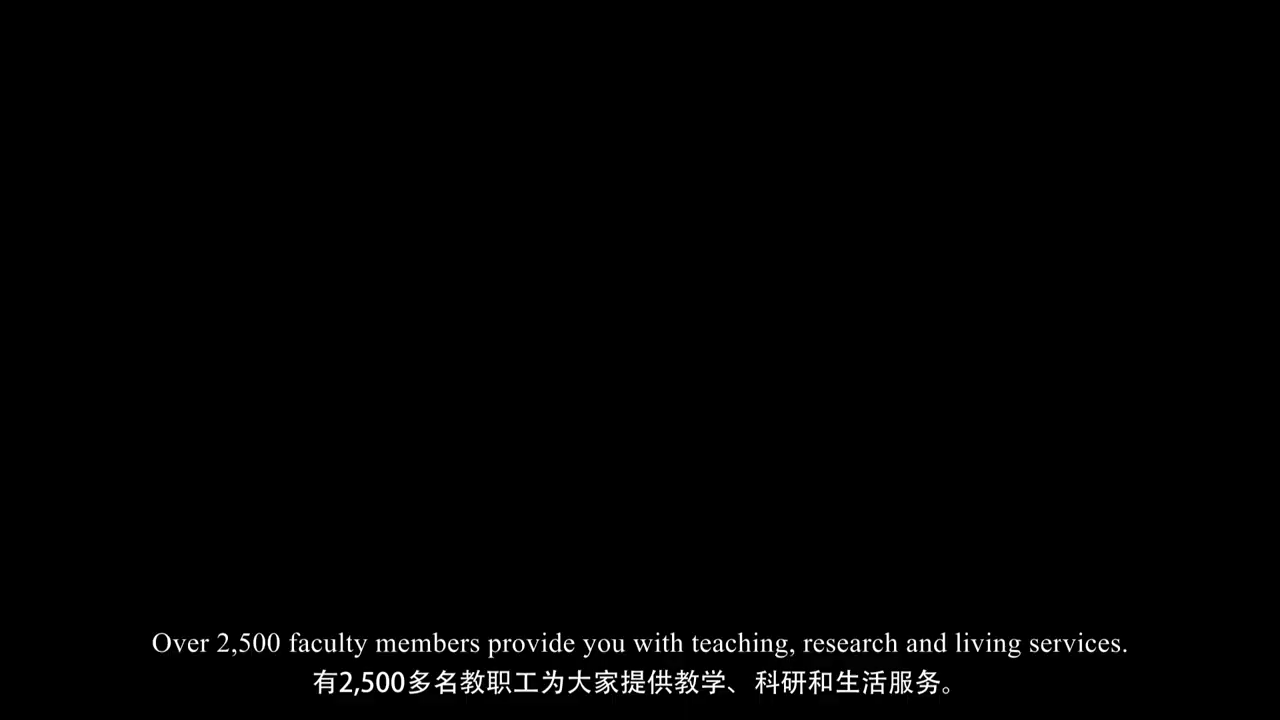 Over 2,500 faculty members provide you with teaching, research and living services.
有2,500多名教职工为大家提供教学、科研和生活服务。